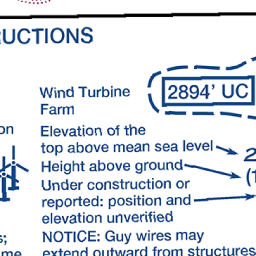 RUCTIONS
Wind Turbine
Farm
2894' UC
on
Elevation of the
top above mean sea level
2
Height above ground
(1
Under construction or
reported: position and
elevation unverified
s;
NOTICE: Guy wires may
me
extend outward from structures